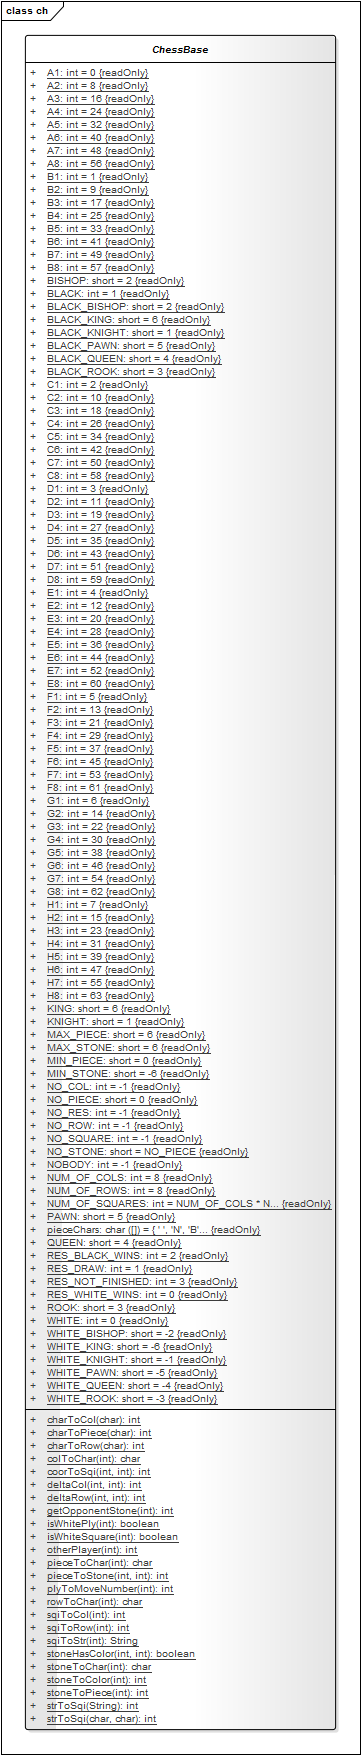 class ch
ChessBase
+ A1: int = 0 {readOnly}
+ A2: int = 8 {readOnly}
+ A3: int = 16 {readOnly}
+ A4: int = 24 {readOnly}
+ A5: int = 32 {readOnly}
+ A6: int = 40 {readOnly}
+ A7: int = 48 {readOnly}
+ A8: int = 56 {readOnly}
+ B1: int = 1 {readOnly}
+ B2: int = 9 {readOnly}
+ B3: int = 17 {readOnly}
+ B4: int = 25 {readOnly}
+ B5: int = 33 {readOnly}
+ B6: int = 41 {readOnly}
+ B7: int = 49 {readOnly}
+ B8: int = 57 {readOnly}
+ BISHOP: short = 2 {readOnly}
+ BLACK: int = 1 {readOnly}
+ BLACK_BISHOP: short = 2 {readOnly}
+ BLACK_KING: short = 6 {readOnly}
+ BLACK_KNIGHT: short = 1 {readOnly}
+ BLACK_PAWN: short = 5 {readOnly}
+ BLACK_QUEEN: short = 4 {readOnly}
+ BLACK_ROOK: short = 3 {readOnly}
+ C1: int = 2 {readOnly}
+ C2: int = 10 {readOnly}
+ C3: int = 18 {readOnly}
+ C4: int = 26 {readOnly}
+ C5: int = 34 {readOnly}
+ C6: int = 42 {readOnly}
+ C7: int = 50 {readOnly}
+ C8: int = 58 {readOnly}
+ D1: int = 3 {readOnly}
+ D2: int = 11 {readOnly}
+ D3: int = 19 {readOnly}
+ D4: int = 27 {readOnly}
+ D5: int = 35 {readOnly}
+ D6: int = 43 {readOnly}
+ D7: int = 51 {readOnly}
+ D8: int = 59 {readOnly}
+ E1: int = 4 {readOnly}
+ E2: int = 12 {readOnly}
+ E3: int = 20 {readOnly}
+ E4: int = 28 {readOnly}
+ E5: int = 36 {readOnly}
+ E6: int = 44 {readOnly}
+ E7: int = 52 {readOnly}
+ E8: int = 60 {readOnly}
+ F1: int = 5 {readOnly}
+ F2: int = 13 {readOnly}
+ F3: int = 21 {readOnly}
+ F4: int = 29 {readOnly}
+ F5: int = 37 {readOnly}
+ F6: int = 45 {readOnly}
+ F7: int = 53 {readOnly}
+ F8: int = 61 {readOnly}
+ G1: int = 6 {readOnly}
+ G2: int = 14 {readOnly}
+ G3: int = 22 {readOnly}
+ G4: int = 30 {readOnly}
+ G5: int = 38 {readOnly}
+ G6: int = 46 {readOnly}
+ G7: int = 54 {readOnly}
+ G8: int = 62 {readOnly}
+ H1: int = 7 {readOnly}
+ H2: int = 15 {readOnly}
+ H3: int = 23 {readOnly}
+ H4: int = 31 {readOnly}
+ H5: int = 39 {readOnly}
+ H6: int = 47 {readOnly}
+ H7: int = 55 {readOnly}
+ H8: int = 63 {readOnly}
+ KING: short = 6 {readOnly}
+ KNIGHT: short = 1 {readOnly}
+ MAX_PIECE: short = 6 {readOnly}
+ MAX_STONE: short = 6 {readOnly}
+ MIN_PIECE: short = 0 {readOnly}
+ MIN_STONE: short = -6 {readOnly}
+ NO_COL: int = -1 {readOnly}
+ NO_PIECE: short = 0 {readOnly}
+ NO_RES: int = -1 {readOnly}
+ NO_ROW: int = -1 {readOnly}
+ NO_SQUARE: int = -1 {readOnly}
+ NO_STONE: short = NO_PIECE {readOnly}
+ NOBODY: int = -1 {readOnly}
+ NUM_OF_COLS: int = 8 {readOnly}
+ NUM_OF_ROWS: int = 8 {readOnly}
+ NUM_OF_SQUARES: int = NUM_OF_COLS * N... {readOnly}
+ PAWN: short = 5 {readOnly}
+ pieceChars: char ([]) = { ' ', 'N', 'B'... {readOnly}
+ QUEEN: short = 4 {readOnly}
+ RES_BLACK_WINS: int = 2 {readOnly}
+ RES_DRAW: int = 1 {readOnly}
+ RES_NOT_FINISHED: int = 3 {readOnly}
+ RES_WHITE_WINS: int = 0 {readOnly}
+ ROOK: short = 3 {readOnly}
+ WHITE: int = 0 {readOnly}
+ WHITE_BISHOP: short = -2 {readOnly}
+ WHITE_KING: short = -6 {readOnly}
+ WHITE_KNIGHT: short = -1 {readOnly}
+ WHITE_PAWN: short = -5 {readOnly}
+ WHITE_QUEEN: short = -4 {readOnly}
+ WHITE_ROOK: short = -3 {readOnly}
+ charToCol(char): int
+ charToPiece(char): int
+ charToRow(char): int
+ colToChar(int): char
+ coorToSqi(int, int): int
+ deltaCol(int, int): int
+ deltaRow(int, int): int
+ getOpponentStone(int): int
+ isWhitePly(int): boolean
+ isWhiteSquare(int): boolean
+ otherPlayer(int): int
+ pieceToChar(int): char
+ pieceToStone(int, int): int
+ plyToMoveNumber(int): int
+ rowToChar(int): char
+ sqiToCol(int): int
+ sqiToRow(int): int
+ sqiToStr(int): String
+ stoneHasColor(int, int): boolean
+ stoneToChar(int): char
+ stoneToColor(int): int
+ stoneToPiece(int): int
+ strToSqi(String): int
+ strToSqi(char, char): int